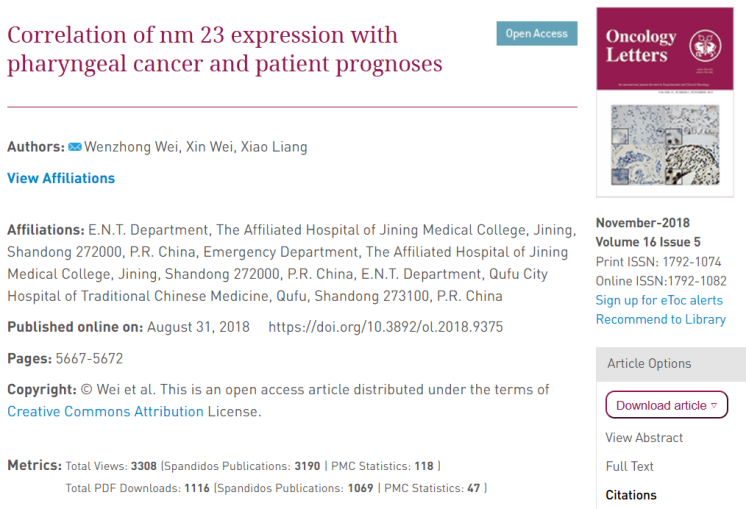 Correlation of nm 23 expression with
pharyngeal cancer and patient prognoses
Open Access
Authors: Wenzhong Wei, Xin Wei, Xiao Liang
View Affiliations
Affiliations: E.N.T. Department, The Affiliated Hospital of Jining Medical College, Jining,
Shandong 272000, P.R. China, Emergency Department, The Affiliated Hospital of Jining
Medical College, Jining, Shandong 272000, P.R. China, E.N.T. Department, Qufu City
Hospital of Traditional Chinese Medicine, Qufu, Shandong 273100, P.R. China
Published online on: August 31, 2018 https://doi.org/10.3892/ol.2018.9375
Pages: 5667-5672
Copyright: © Wei et al. This is an open access article distributed under the terms of
Creative Commons Attribution License.
Metrics: Total Views: 3308 (Spandidos Publications: 3190 | PMC Statistics: 118 )
Total PDF Downloads: 1116 (Spandidos Publications: 1069 | PMC Statistics: 47 )
Oncology
Letters
November-2018
Volume 16 Issue 5
Print ISSN: 1792-1074
Online ISSN:1792-1082
Sign up for eToc alerts
Recommend to Library
Article Options
Download article ▿
View Abstract
Full Text
Citations